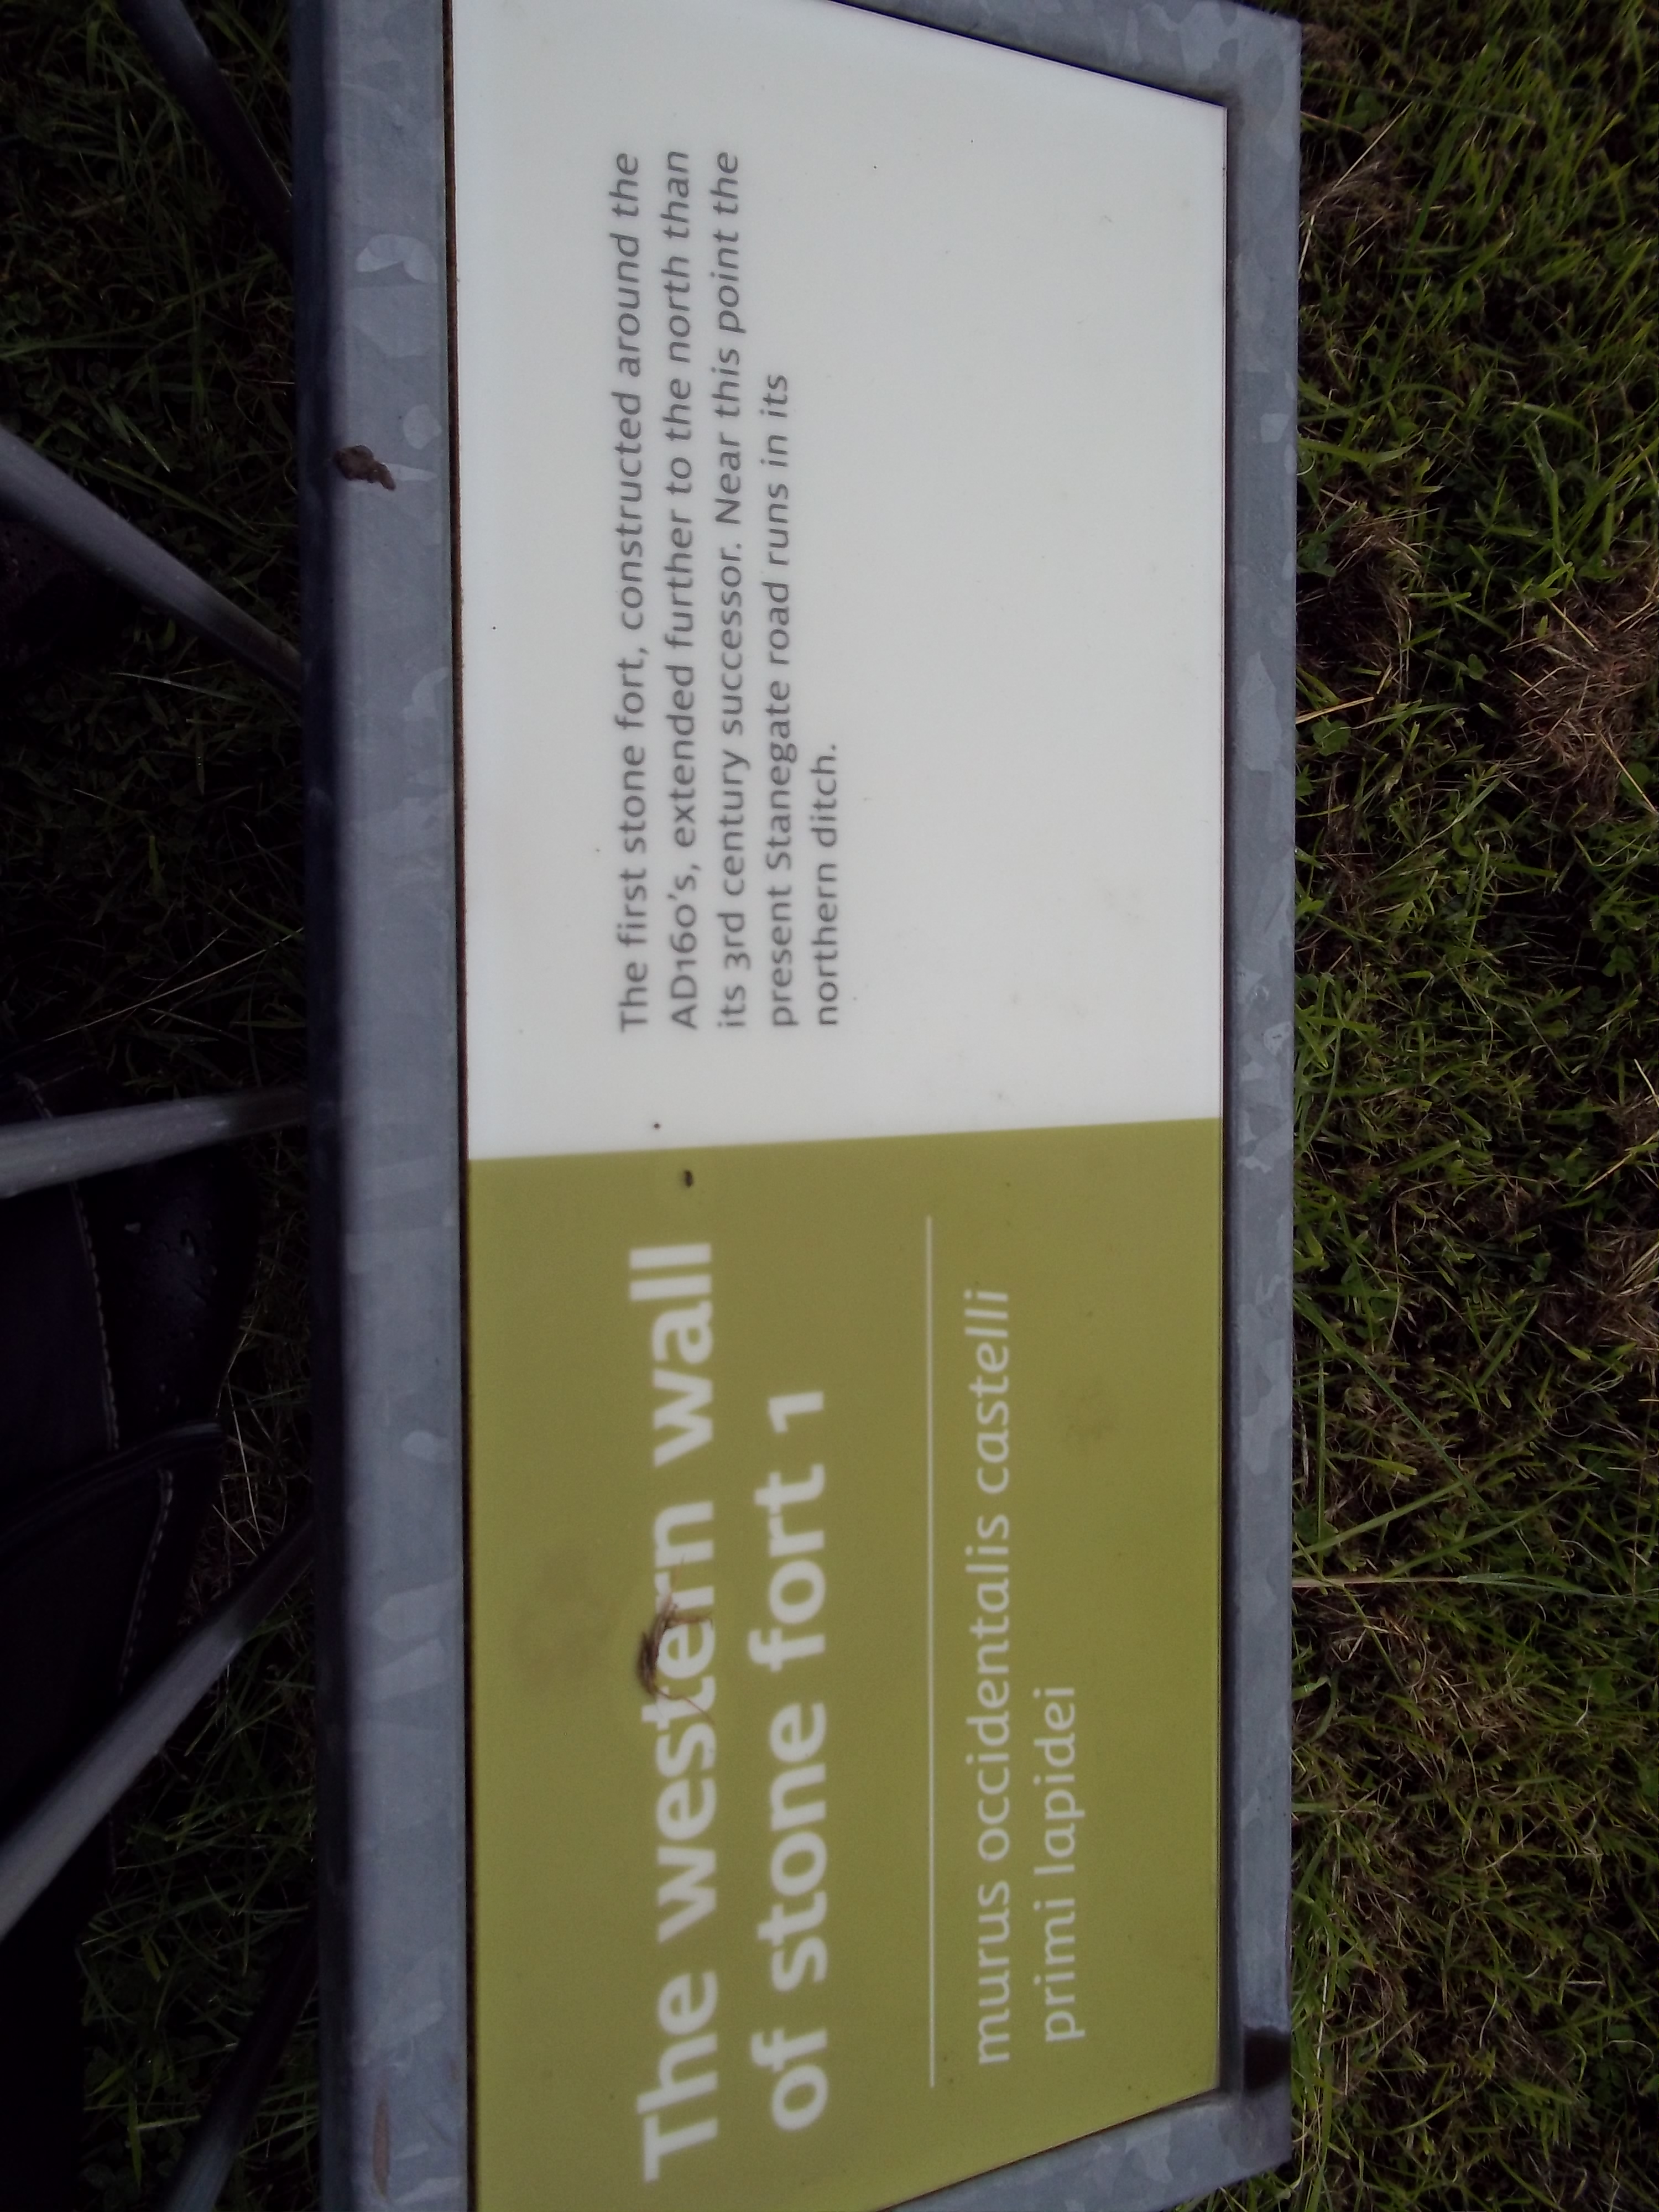 The western wall
of stone fort 1
murus occidentalis castelli
primi lapidei
The first stone fort, constructed around the
AD160's, extended further to the north than
its 3rd century successor. Near this point the
present Stanegate road runs in its
northern ditch.